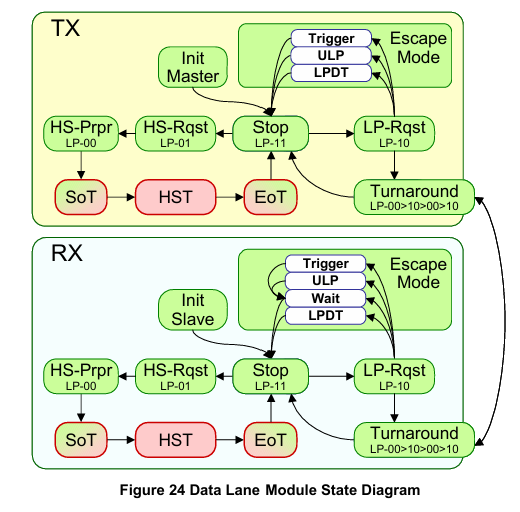 TX
Trigger
ULP
LPDT
Escape
Mode
Init
Master
HS-Prpr
LP-00
HS-Rqst
LP-01
Stop
LP-11
LP-Rqst
LP-10
SoT
HST
EoT
Turnaround
LP-00>10>00>10
RX
Trigger
ULP
Wait
LPDT
Escape
Mode
Init
Slave
HS-Prpr
LP-00
HS-Rqst
LP-01
Stop
LP-11
LP-Rqst
LP-10
SoT
HST
EoT
Turnaround
LP-00>10>00>10
Figure 24 Data Lane Module State Diagram